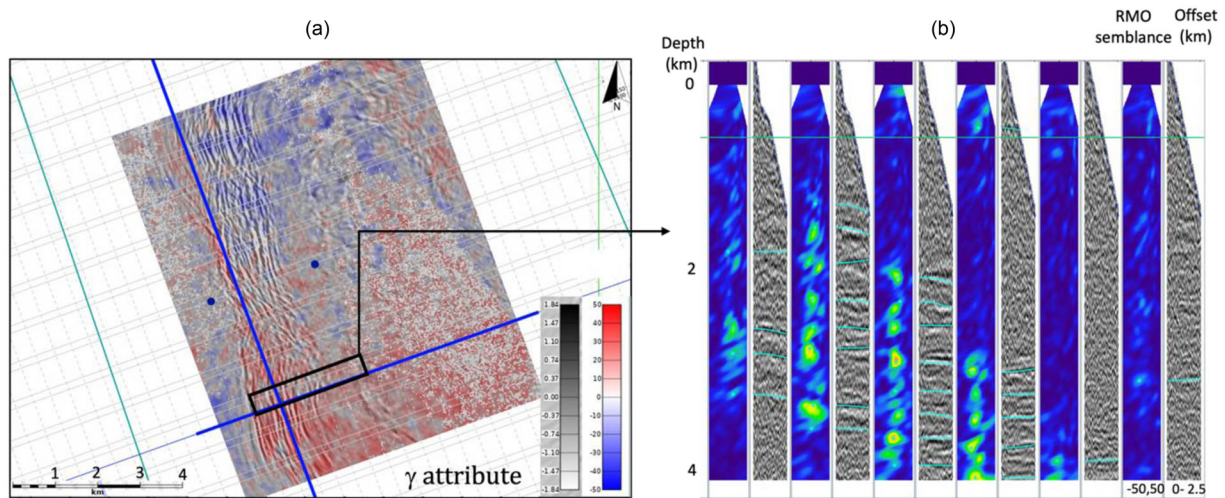 (a)
(b)
RMO
semblance
Offset
(km)
Depth
(km)
0
2
4
N
1.84
1.47
1.10
0.74
0.37
0.00
-0.37
-0.74
-1.10
-1.47
-1.84
50
40
30
20
10
0
-10
-20
-30
-40
-50
γ attribute
1
2
3
4
km
-50,50
0- 2.5